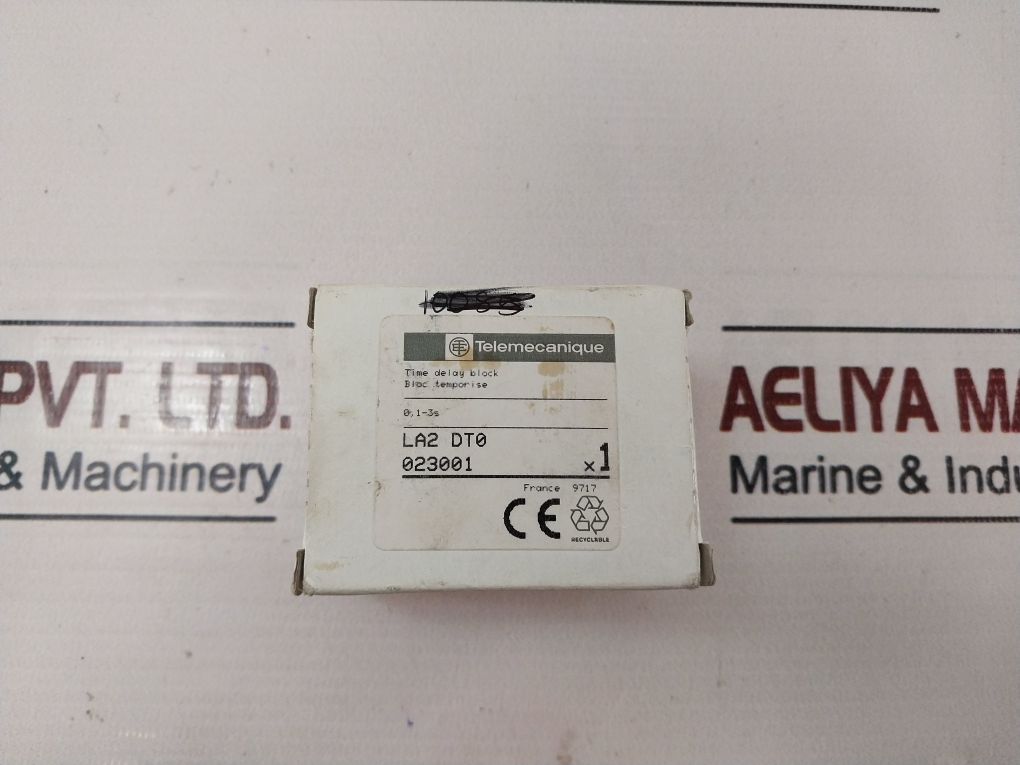 Telemecanique
Time delay block
Bloc temporise
0,1-3s
LA2 DT0
023001
x1
France 9717
CE
RECYCLABLE
PVT. LTD.
& Machinery
AELIYA MA
Marine & Indu